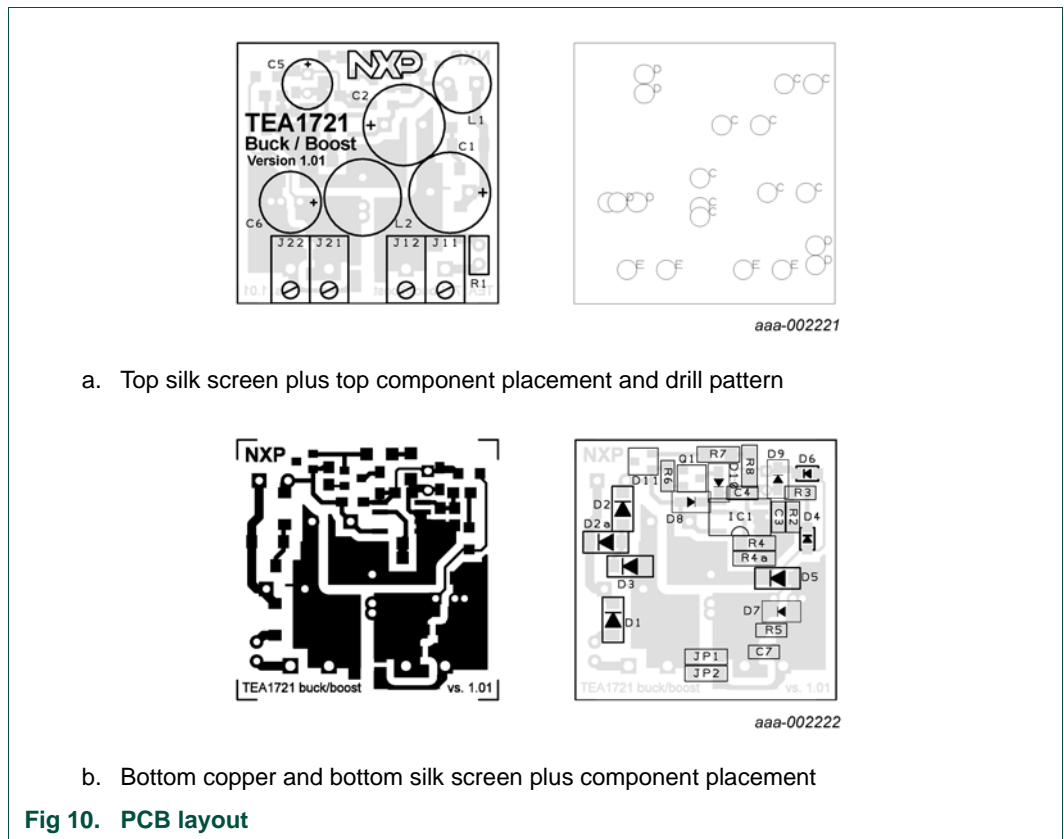 NXP
C5
C2
L1
TEA1721
Buck / Boost
Version 1.01
C1
C6
L2
J22 J21 J12 J11
R1
aaa-002221
a. Top silk screen plus top component placement and drill pattern
NXP
TEA1721 buck/boost vs. 1.01
Q1 R7 R8 D9 D6
D11 R6 D10
C4 R3
D2 D8 IC1 C3 R2 D4
D2a
R4
R4a
D3 D5
D7
D1
R5
C7
JP1
JP2
TEA1721 buck/boost vs. 1.01
aaa-002222
b. Bottom copper and bottom silk screen plus component placement
Fig 10. PCB layout